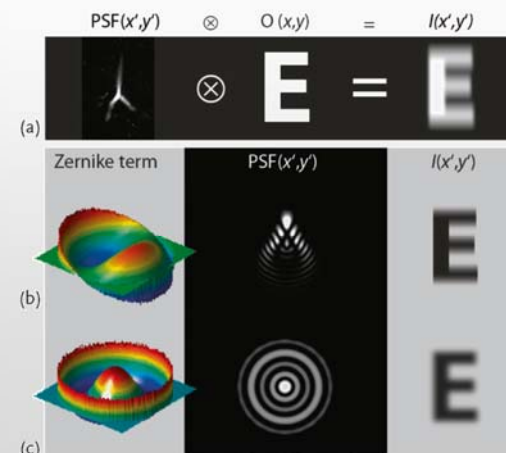 PSF(x′,y′) ⊗ O (x,y) = I(x′,y′)
(a) ⊗ E = E
Zernike term PSF(x′,y′) I(x′,y′)
(b) E
(c) E